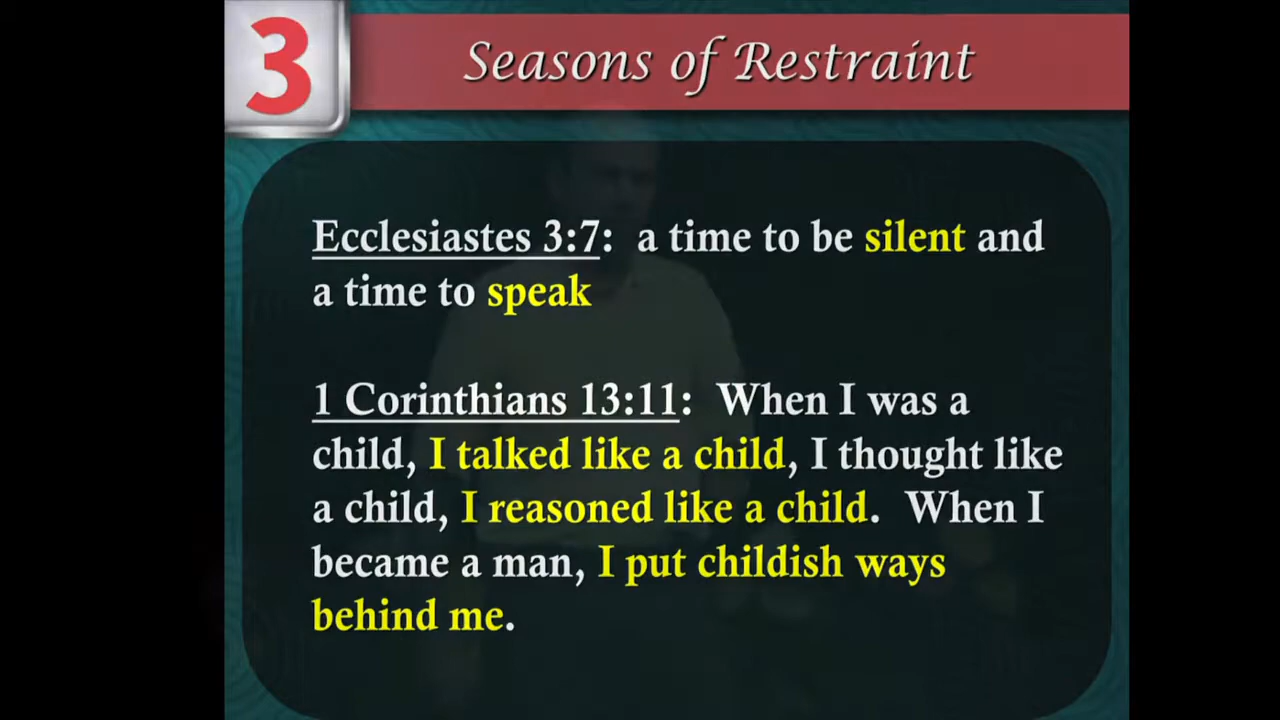 3
Seasons of Restraint
Ecclesiastes 3:7: a time to be silent and
a time to speak
1 Corinthians 13:11: When I was a
child, I talked like a child, I thought like
a child, I reasoned like a child. When I
became a man, I put childish ways
behind me.